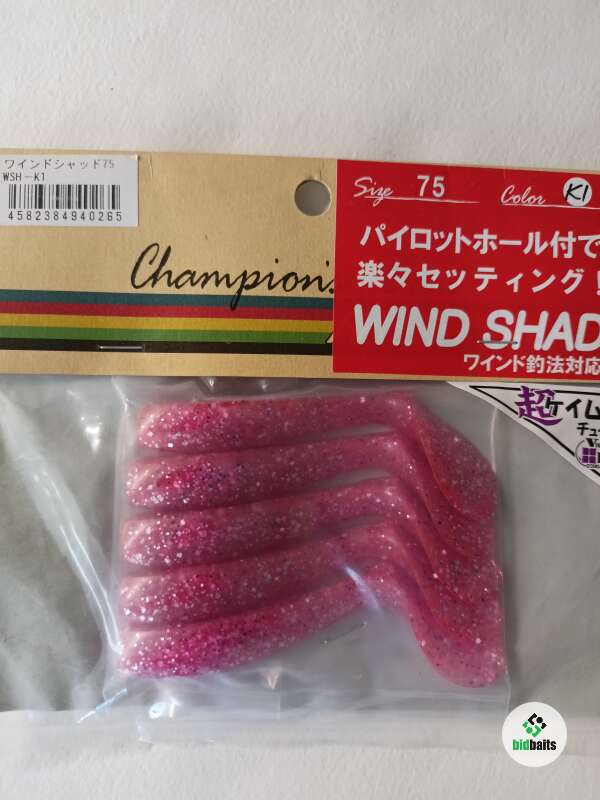 ワインドシャッド75
WSH-K1
4582384940265
Size 75 Color K1
Champion's
パイロットホール付で
楽々セッティング!
WIND SHAD
ワインド釣法対応
超ケイム
チュ
bidbaits